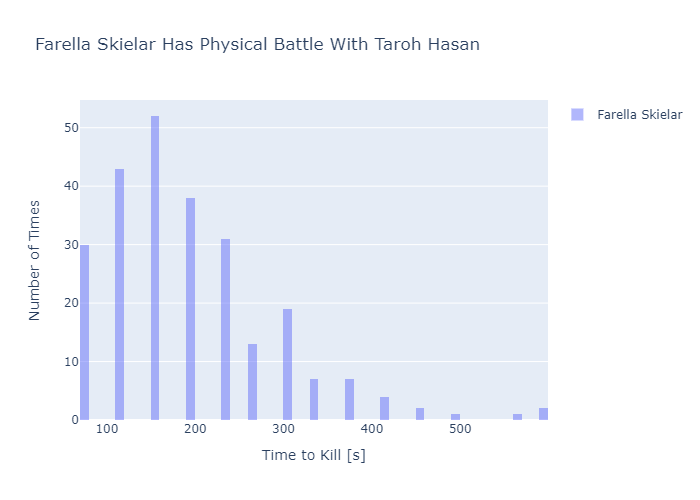 Farella Skielar Has Physical Battle With Taroh Hasan
Farella Skielar
50
40
30
20
10
0
Number of Times
100
200
300
400
500
Time to Kill [s]